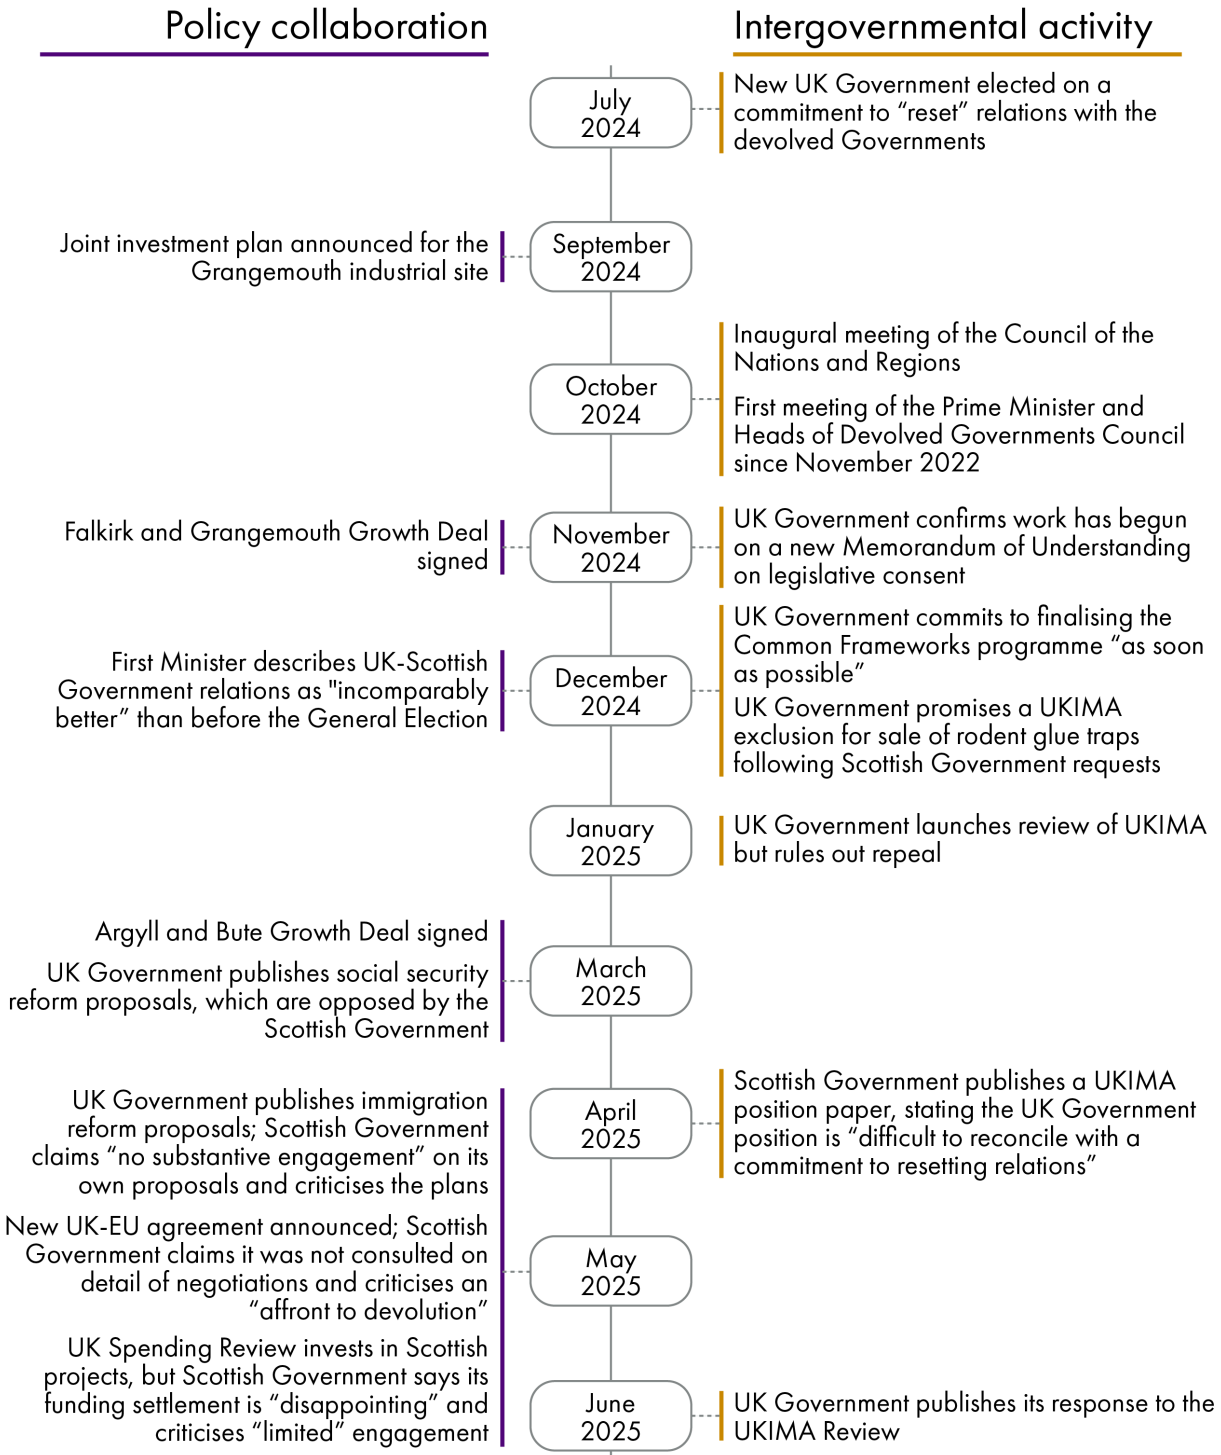 Policy collaboration
Intergovernmental activity
July
2024
New UK Government elected on a
commitment to “reset” relations with the
devolved Governments
Joint investment plan announced for the
Grangemouth industrial site
September
2024
October
2024
Inaugural meeting of the Council of the
Nations and Regions
First meeting of the Prime Minister and
Heads of Devolved Governments Council
since November 2022
Falkirk and Grangemouth Growth Deal
signed
November
2024
UK Government confirms work has begun
on a new Memorandum of Understanding
on legislative consent
First Minister describes UK-Scottish
Government relations as "incomparably
better” than before the General Election
December
2024
UK Government commits to finalising the
Common Frameworks programme “as soon
as possible”
UK Government promises a UKIMA
exclusion for sale of rodent glue traps
following Scottish Government requests
January
2025
UK Government launches review of UKIMA
but rules out repeal
Argyll and Bute Growth Deal signed
UK Government publishes social security
reform proposals, which are opposed by the
Scottish Government
March
2025
April
2025
Scottish Government publishes a UKIMA
position paper, stating the UK Government
position is “difficult to reconcile with a
commitment to resetting relations”
UK Government publishes immigration
reform proposals; Scottish Government
claims “no substantive engagement” on its
own proposals and criticises the plans
New UK-EU agreement announced; Scottish
Government claims it was not consulted on
detail of negotiations and criticises an
“affront to devolution”
UK Spending Review invests in Scottish
projects, but Scottish Government says its
funding settlement is “disappointing” and
criticises “limited” engagement
May
2025
June
2025
UK Government publishes its response to the
UKIMA Review